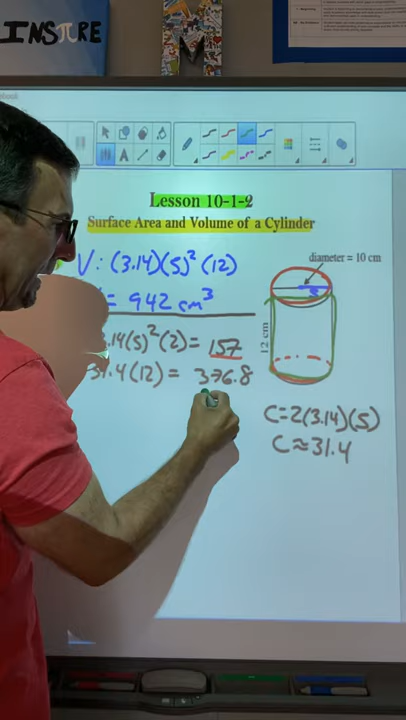 INSπRE
Lesson 10-1-2
Surface Area and Volume of a Cylinder
diameter = 10 cm
V: (3.14)(5)² (12)
= 942 cm³
12 cm
.14(5)²(2) = 157
31.4(12) = 376.8
C=2(3.14)(5)
C≈31.4